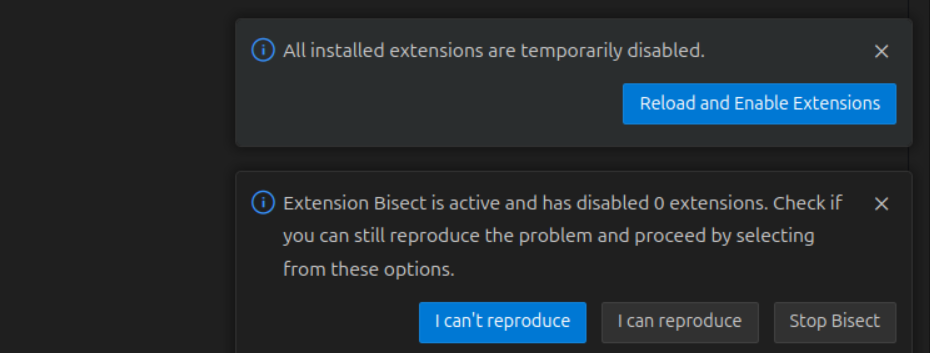 All installed extensions are temporarily disabled.
Reload and Enable Extensions
Extension Bisect is active and has disabled 0 extensions. Check if
you can still reproduce the problem and proceed by selecting
from these options.
I can't reproduce
I can reproduce
Stop Bisect